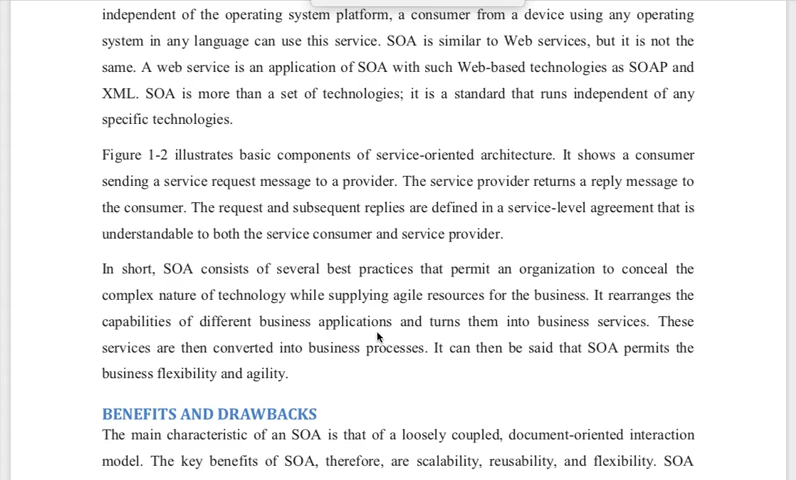 independent of the operating system platform, a consumer from a device using any operating
system in any language can use this service. SOA is similar to Web services, but it is not the
same. A web service is an application of SOA with such Web-based technologies as SOAP and
XML. SOA is more than a set of technologies; it is a standard that runs independent of any
specific technologies.
Figure 1-2 illustrates basic components of service-oriented architecture. It shows a consumer
sending a service request message to a provider. The service provider returns a reply message to
the consumer. The request and subsequent replies are defined in a service-level agreement that is
understandable to both the service consumer and service provider.
In short, SOA consists of several best practices that permit an organization to conceal the
complex nature of technology while supplying agile resources for the business. It rearranges the
capabilities of different business applications and turns them into business services. These
services are then converted into business processes. It can then be said that SOA permits the
business flexibility and agility.
BENEFITS AND DRAWBACKS
The main characteristic of an SOA is that of a loosely coupled, document-oriented interaction
model. The key benefits of SOA, therefore, are scalability, reusability, and flexibility. SOA